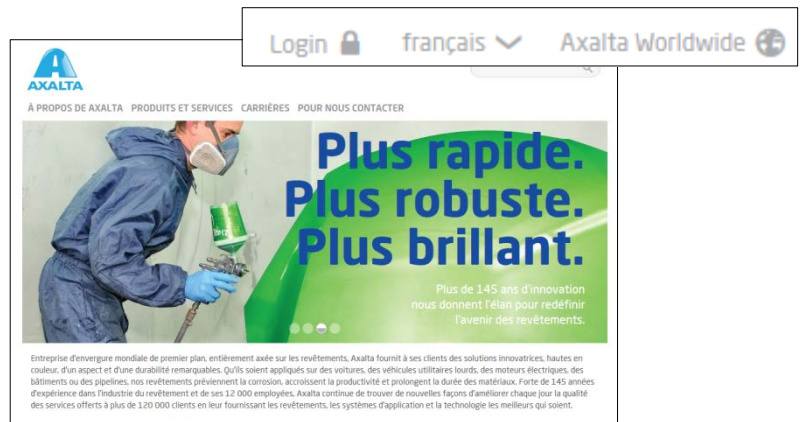 Login français Axalta Worldwide
AXALTA
À PROPOS DE AXALTA PRODUITS ET SERVICES CARRIÈRES POUR NOUS CONTACTER
Plus rapide.
Plus robuste.
Plus brillant.
Plus de 145 ans d'innovation
nous donnent l'élan pour redéfinir
l'avenir des revêtements.
Entreprise d'envergure mondiale de premier plan, entièrement axée sur les revêtements, Axalta fournit à ses clients des solutions innovatrices, hautes en
couleur, d'un aspect et d'une durabilité remarquables. Qu'ils soient appliqués sur des voitures, des véhicules utilitaires lourds, des moteurs électriques, des
bâtiments ou des pipelines, nos revêtements préviennent la corrosion, accroissent la productivité et prolongent la durée des matériaux. Forte de 145 années
d'expérience dans l'industrie du revêtement et de ses 12 000 employées, Axalta continue de trouver de nouvelles façons d'améliorer chaque jour la qualité
des services offerts à plus de 120 000 clients en leur fournissant les revêtements, les systèmes d'application et la technologie les meilleurs qui soient.